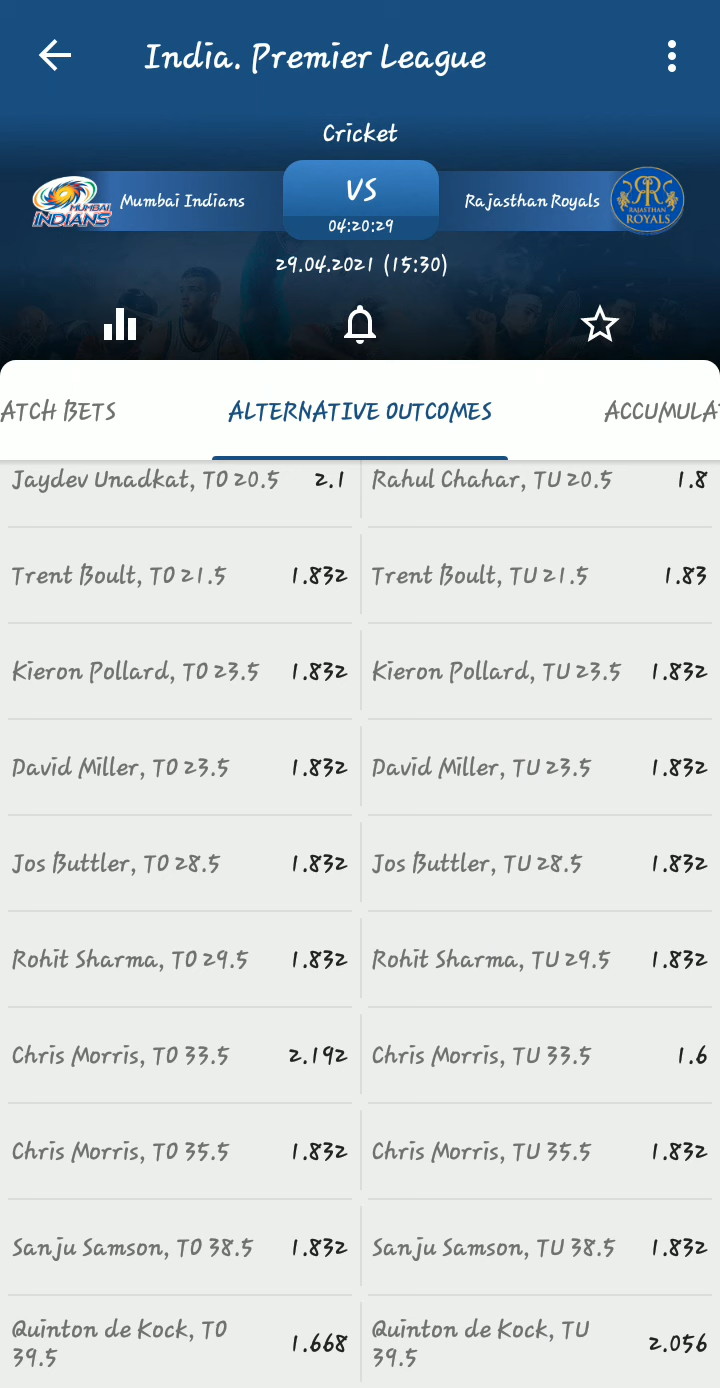 India. Premier League
Cricket
MUMBAI
INDIANS
Mumbai Indians
VS
04:20:29
Rajasthan Royals
RR
RAJASTHAN
ROYALS
29.04.2021 (15:30)
ATCH BETS
ALTERNATIVE OUTCOMES
ACCUMULA
Jaydev Unadkat, TO 20.5 2.1 Rahul Chahar, TU 20.5 1.8
Trent Boult, TO 21.5 1.832 Trent Boult, TU 21.5 1.83
Kieron Pollard, TO 23.5 1.832 Kieron Pollard, TU 23.5 1.832
David Miller, TO 23.5 1.832 David Miller, TU 23.5 1.832
Jos Buttler, TO 28.5 1.832 Jos Buttler, TU 28.5 1.832
Rohit Sharma, TO 29.5 1.832 Rohit Sharma, TU 29.5 1.832
Chris Morris, TO 33.5 2.192 Chris Morris, TU 33.5 1.6
Chris Morris, TO 35.5 1.832 Chris Morris, TU 35.5 1.832
Sanju Samson, TO 38.5 1.832 Sanju Samson, TU 38.5 1.832
Quinton de Kock, TO
39.5 1.668
Quinton de Kock, TU
39.5 2.056